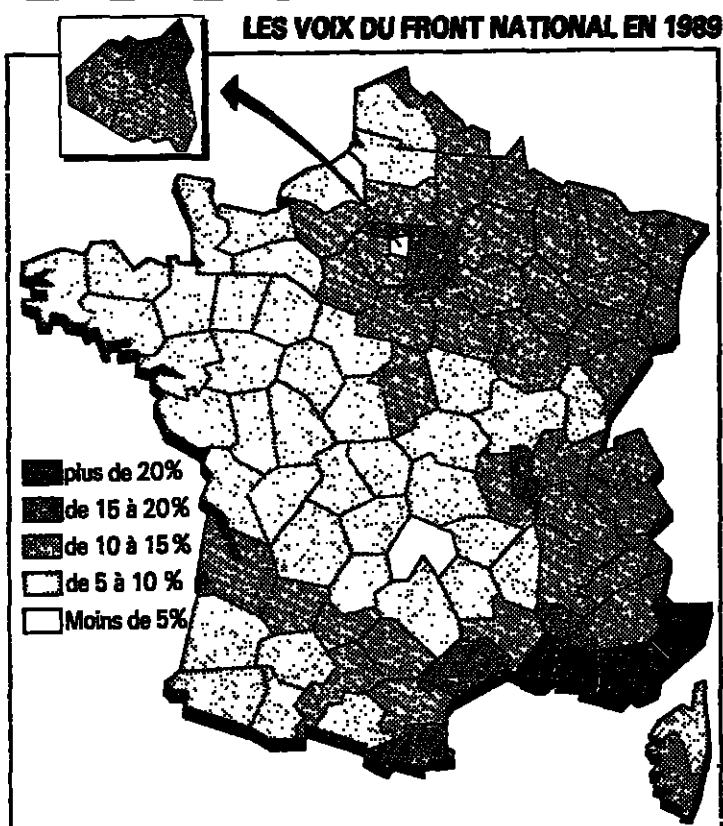 LES VOIX DU FRONT NATIONAL EN 1989
plus de 20%
de 15 à 20%
de 10 à 15%
de 5 à 10 %
Moins de 5%